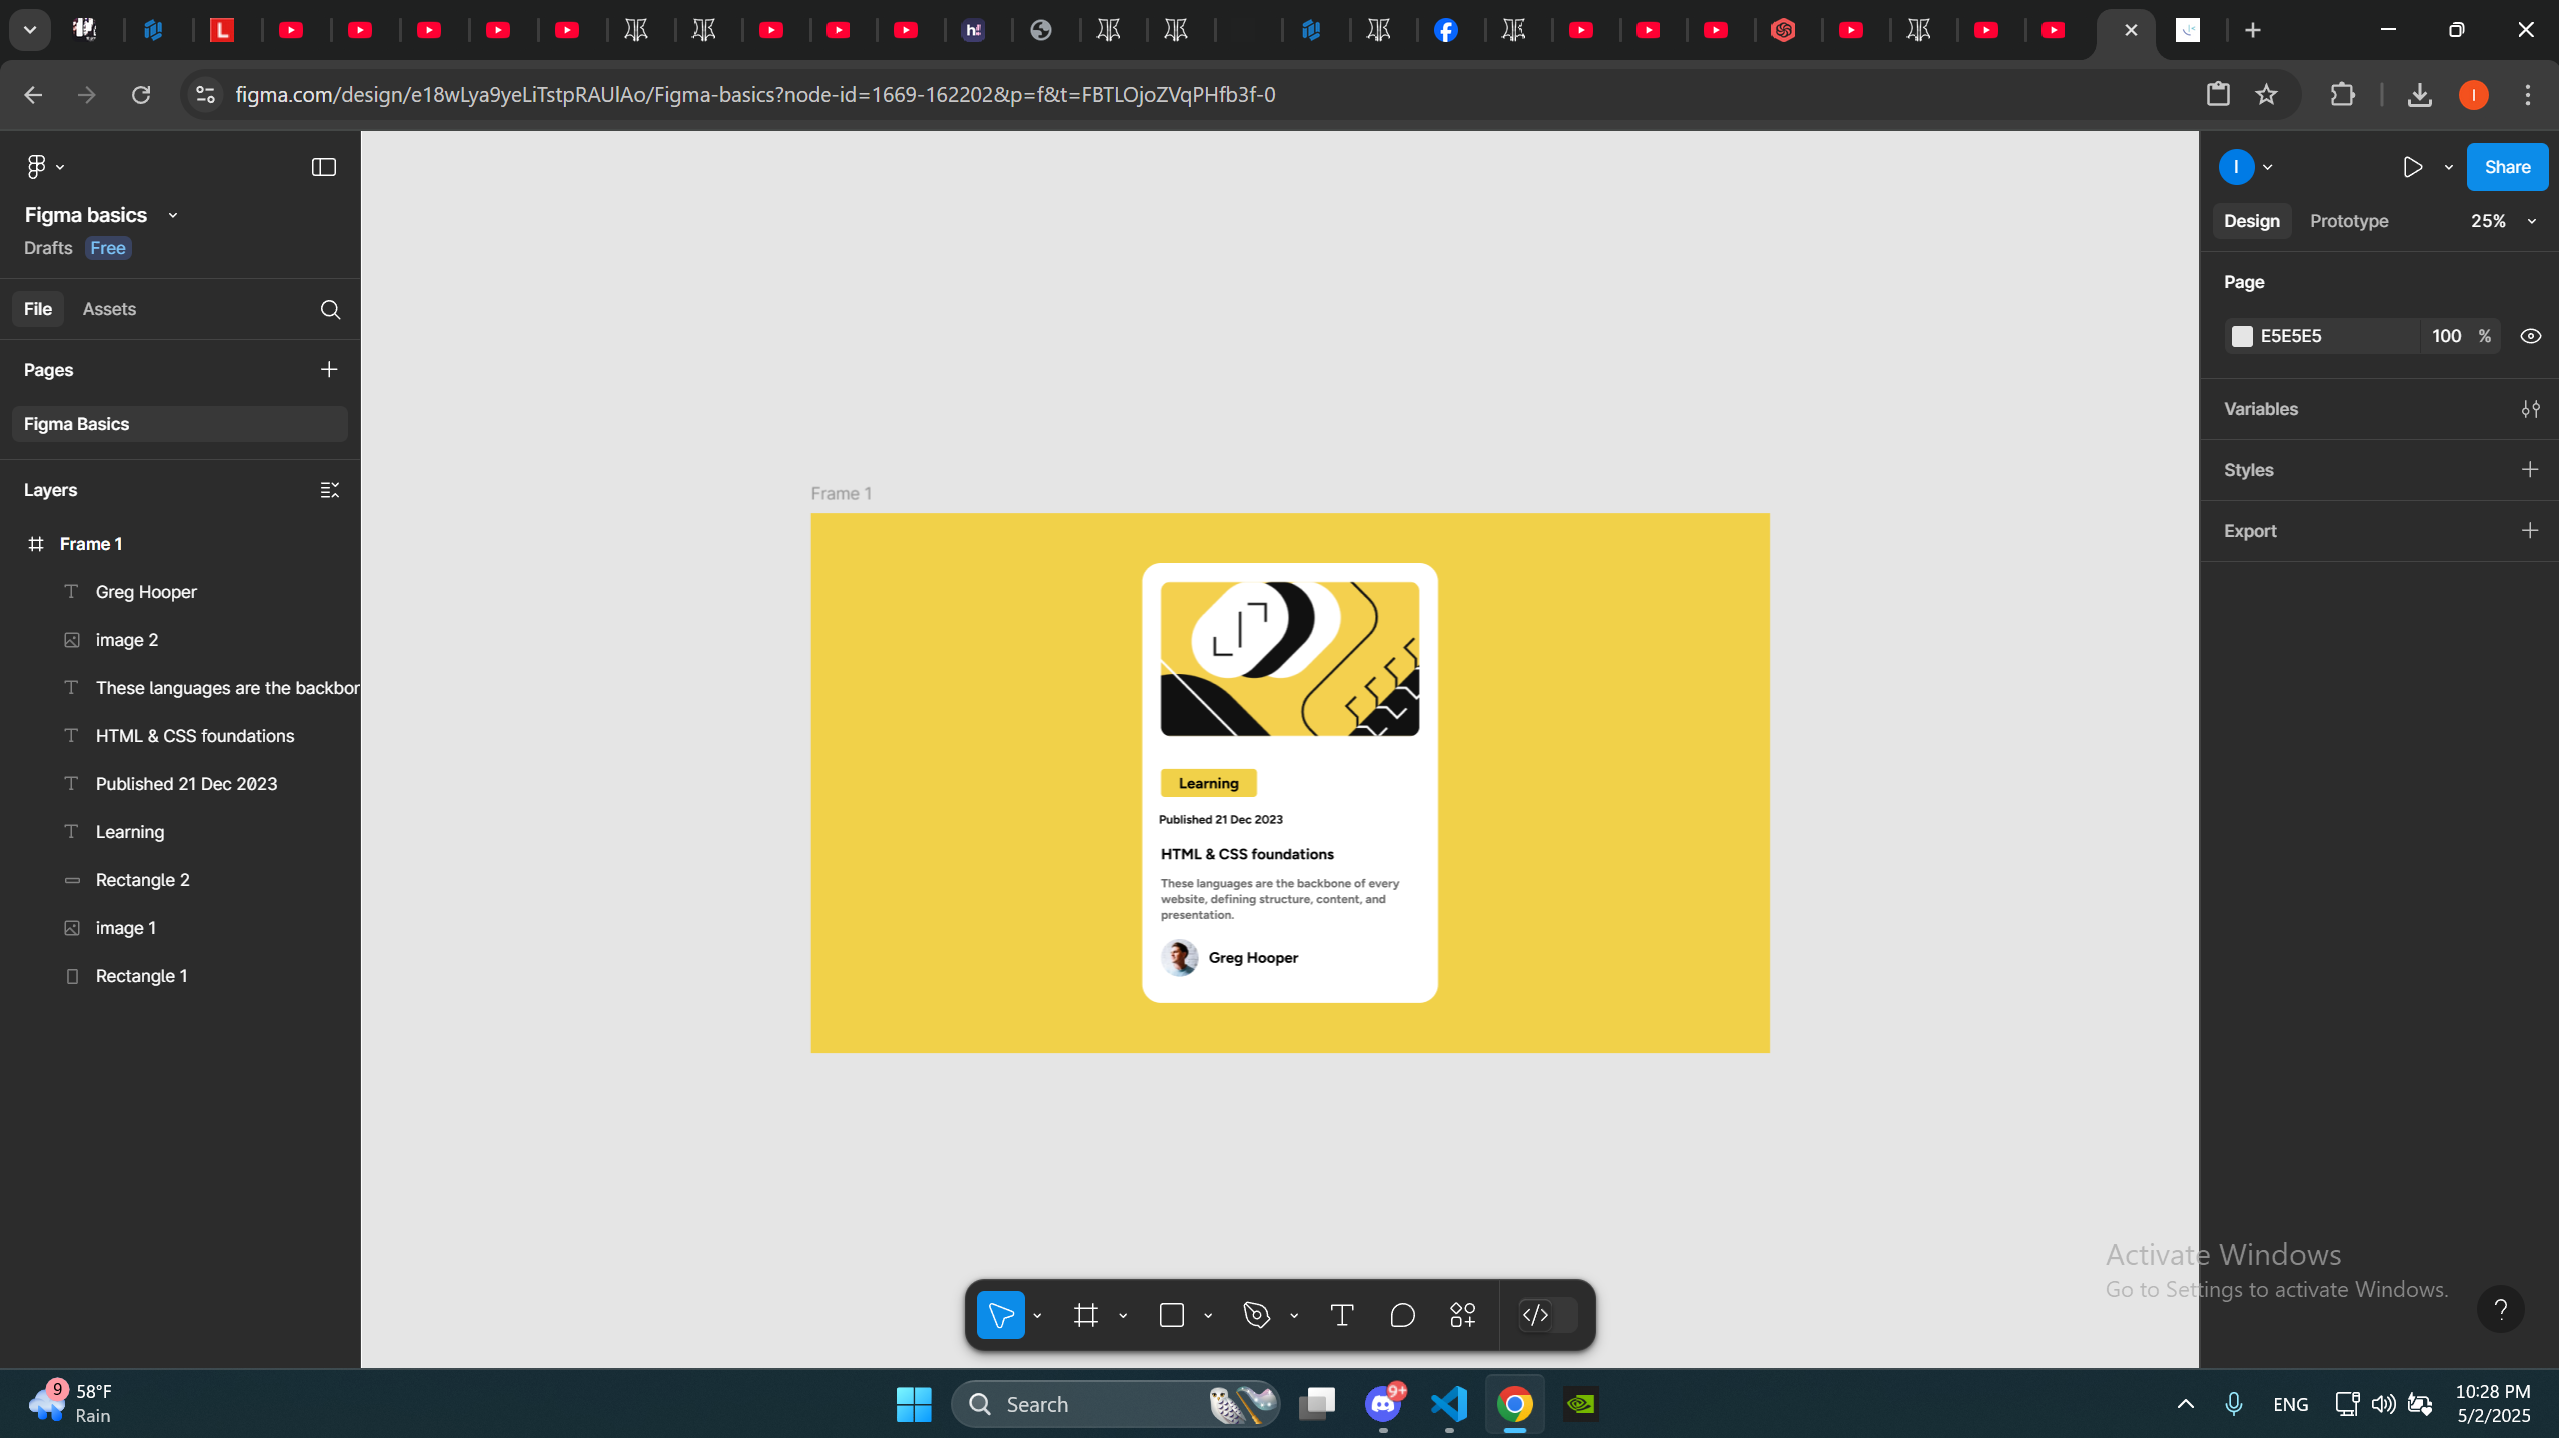 figma.com/design/e18wLya9yeLiTstpRAUlAo/Figma-basics?node-id=1669-162202&p=f&t=FBTLOjoZVqPHfb3f-0
Share
Figma basics
Drafts Free
Design Prototype 25%
Page
E5E5E5 100 %
File Assets
Pages
Figma Basics
Variables
Styles
Export
Layers
Frame 1
Greg Hooper
image 2
These languages are the backbor
HTML & CSS foundations
Published 21 Dec 2023
Learning
Rectangle 2
image 1
Rectangle 1
Frame 1
Learning
Published 21 Dec 2023
HTML & CSS foundations
These languages are the backbone of every
website, defining structure, content, and
presentation.
Greg Hooper
Activate Windows
Go to Settings to activate Windows.
?
9 58°F
Rain
Search
9+
ENG
10:28 PM
5/2/2025